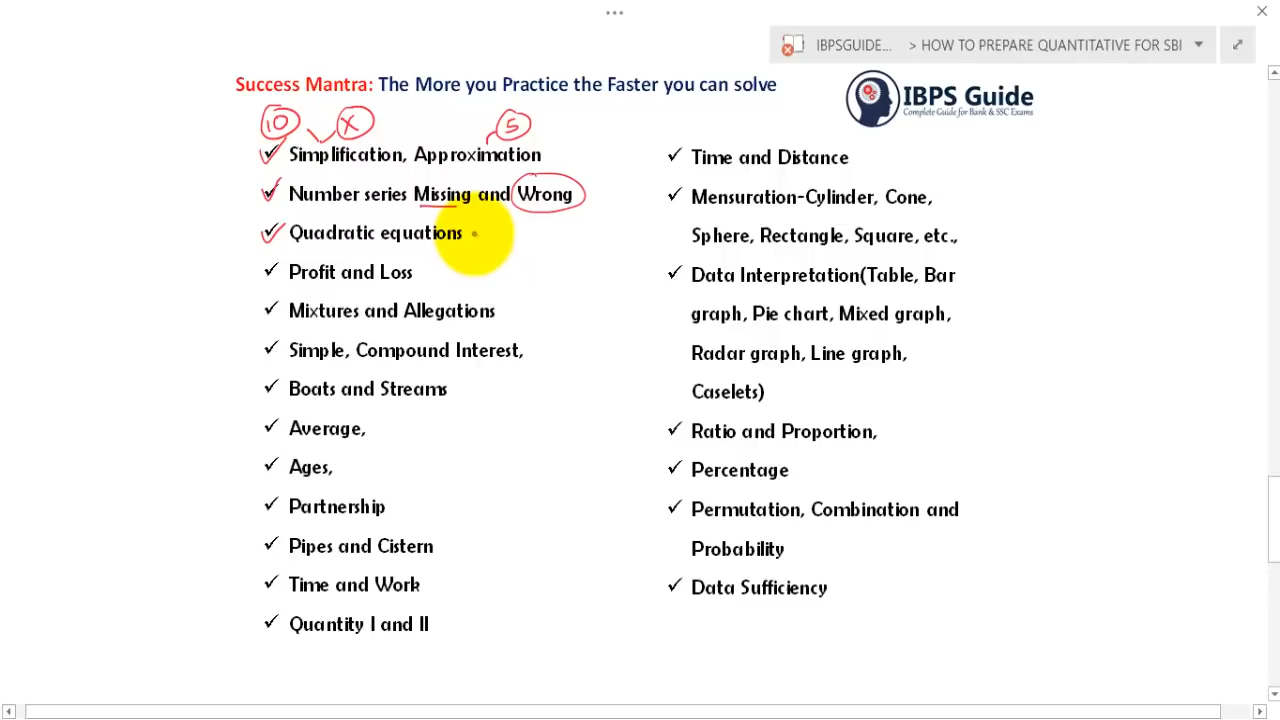 IBPSGUIDE... > HOW TO PREPARE QUANTITATIVE FOR SBI
Success Mantra: The More you Practice the Faster you can solve
IBPS Guide
Complete Guide for Bank & SSC Exams
10 X 5
✓ Simplification, Approximation
✓ Number series Missing and Wrong
✓ Quadratic equations
✓ Profit and Loss
✓ Mixtures and Allegations
✓ Simple, Compound Interest,
✓ Boats and Streams
✓ Average,
✓ Ages,
✓ Partnership
✓ Pipes and Cistern
✓ Time and Work
✓ Quantity I and II
✓ Time and Distance
✓ Mensuration-Cylinder, Cone,
Sphere, Rectangle, Square, etc.,
✓ Data Interpretation(Table, Bar
graph, Pie chart, Mixed graph,
Radar graph, Line graph,
Caselets)
✓ Ratio and Proportion,
✓ Percentage
✓ Permutation, Combination and
Probability
✓ Data Sufficiency